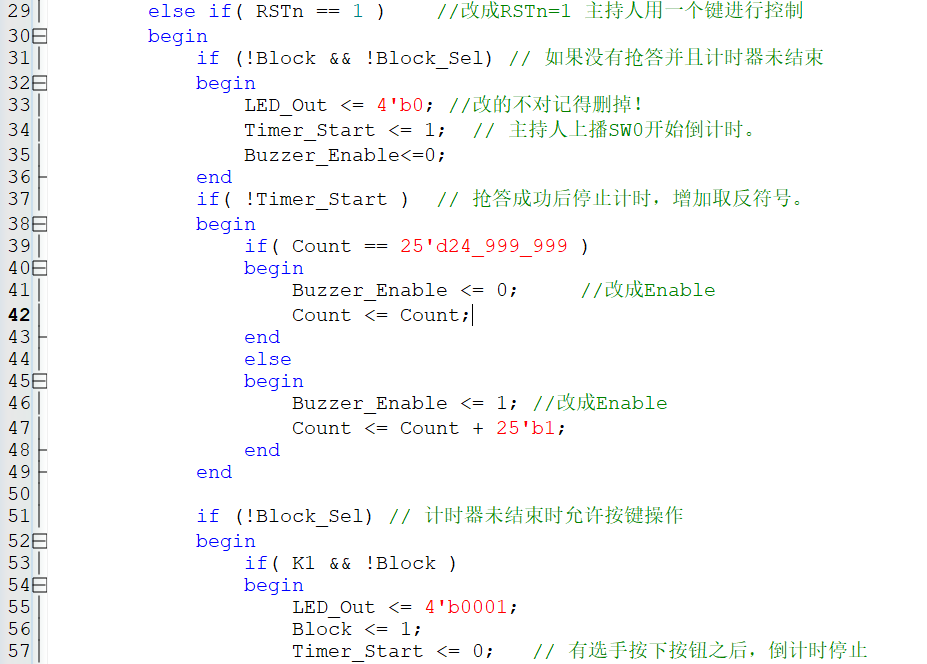 29 else if( RSTn == 1 )    //改成RSTn=1 主持人用一个键进行控制
30 begin
31     if (!Block && !Block_Sel) // 如果没有抢答并且计时器未结束
32     begin
33         LED_Out <= 4'b0; //改的不对记得删掉！
34         Timer_Start <= 1;  // 主持人上播SW0开始倒计时。
35         Buzzer_Enable<=0;
36     end
37     if( !Timer_Start )  // 抢答成功后停止计时，增加取反符号。
38     begin
39         if( Count == 25'd24_999_999 )
40         begin
41             Buzzer_Enable <= 0;     //改成Enable
42             Count <= Count;
43         end
44         else
45         begin
46             Buzzer_Enable <= 1; //改成Enable
47             Count <= Count + 25'b1;
48         end
49     end
50
51     if (!Block_Sel) // 计时器未结束时允许按键操作
52     begin
53         if( K1 && !Block )
54         begin
55             LED_Out <= 4'b0001;
56             Block <= 1;
57             Timer_Start <= 0;   // 有选手按下按钮之后，倒计时停止